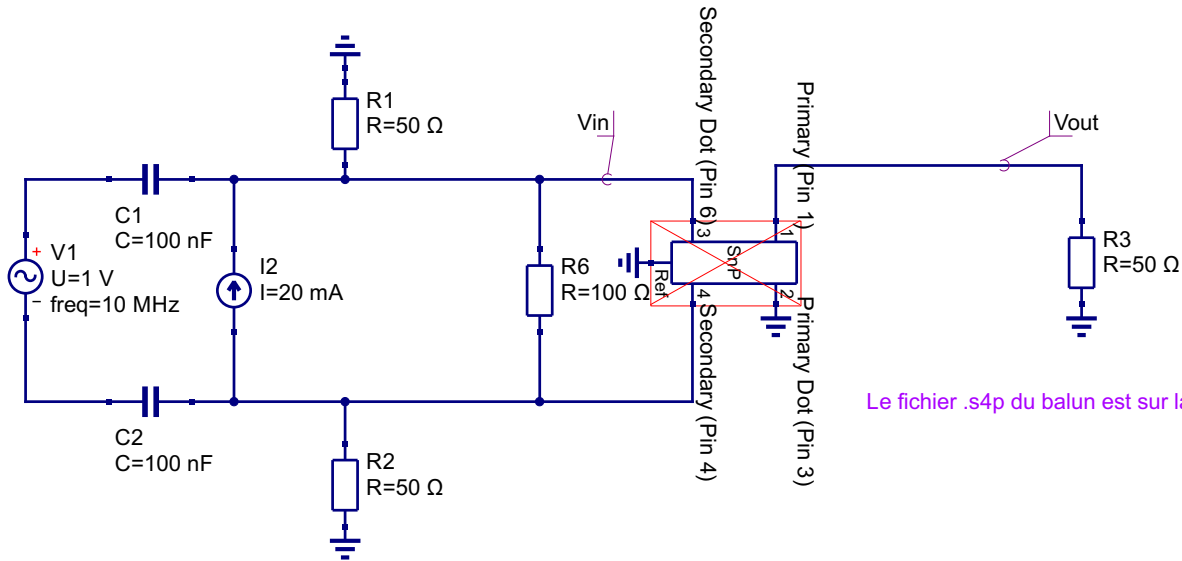 Secondary Dot (Pin 6)
Primary (Pin 1)
R1
R=50 Ω
Vin
Vout
C1
C=100 nF
+
V1
U=1 V
freq=10 MHz
−
I2
I=20 mA
R6
R=100 Ω
3
1
SnP
Ref
4
2
R3
R=50 Ω
Secondary (Pin 4)
Primary Dot (Pin 3)
Le fichier .s4p du balun est sur la
C2
C=100 nF
R2
R=50 Ω